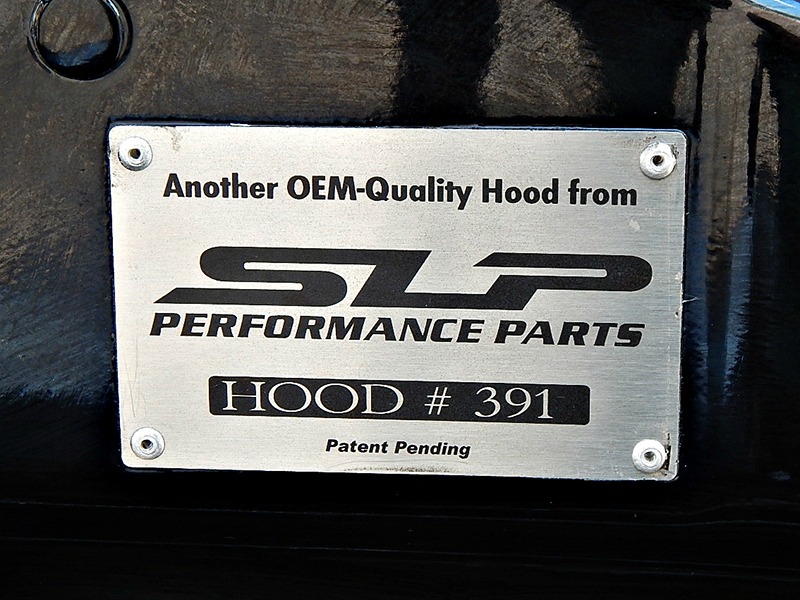 Another OEM-Quality Hood from
SLP
PERFORMANCE PARTS
HOOD # 391
Patent Pending